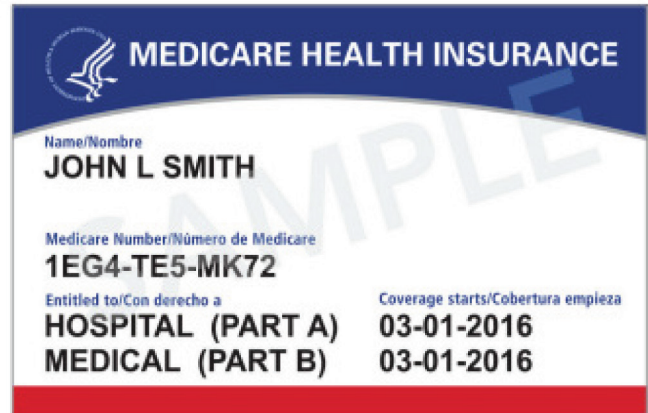 MEDICARE HEALTH INSURANCE
Name/Nombre
JOHN L SMITH
Medicare Number/Número de Medicare
1EG4-TE5-MK72
Entitled to/Con derecho a
Coverage starts/Cobertura empieza
HOSPITAL (PART A) 03-01-2016
MEDICAL (PART B) 03-01-2016
SAMPLE